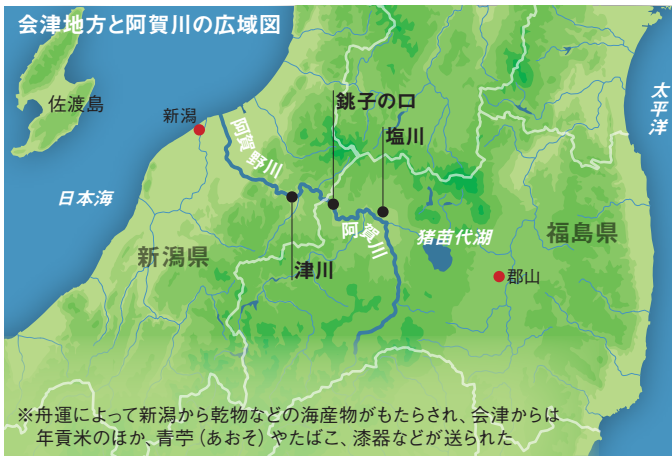 会津地方と阿賀川の広域図
佐渡島
新潟
阿賀野川
銚子の口
塩川
太平洋
日本海
阿賀川
猪苗代湖
福島県
新潟県
津川
郡山
※舟運によって新潟から乾物などの海産物がもたらされ、会津からは
年貢米のほか、青苧（あおそ）やたばこ、漆器などが送られた